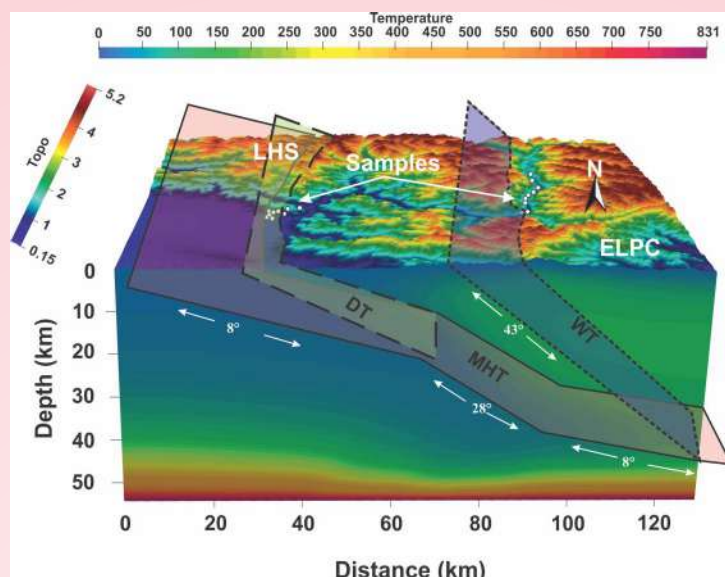 Temperature
0 50 100 150 200 250 300 350 400 450 500 550 600 650 700 750 831
5.2
4
3
2
1
0.15
Topo
LHS
Samples
N
ELPC
0
10
20
30
40
50
Depth (km)
DT
8°
MHT
28°
43°
WT
8°
0 20 40 60 80 100 120
Distance (km)